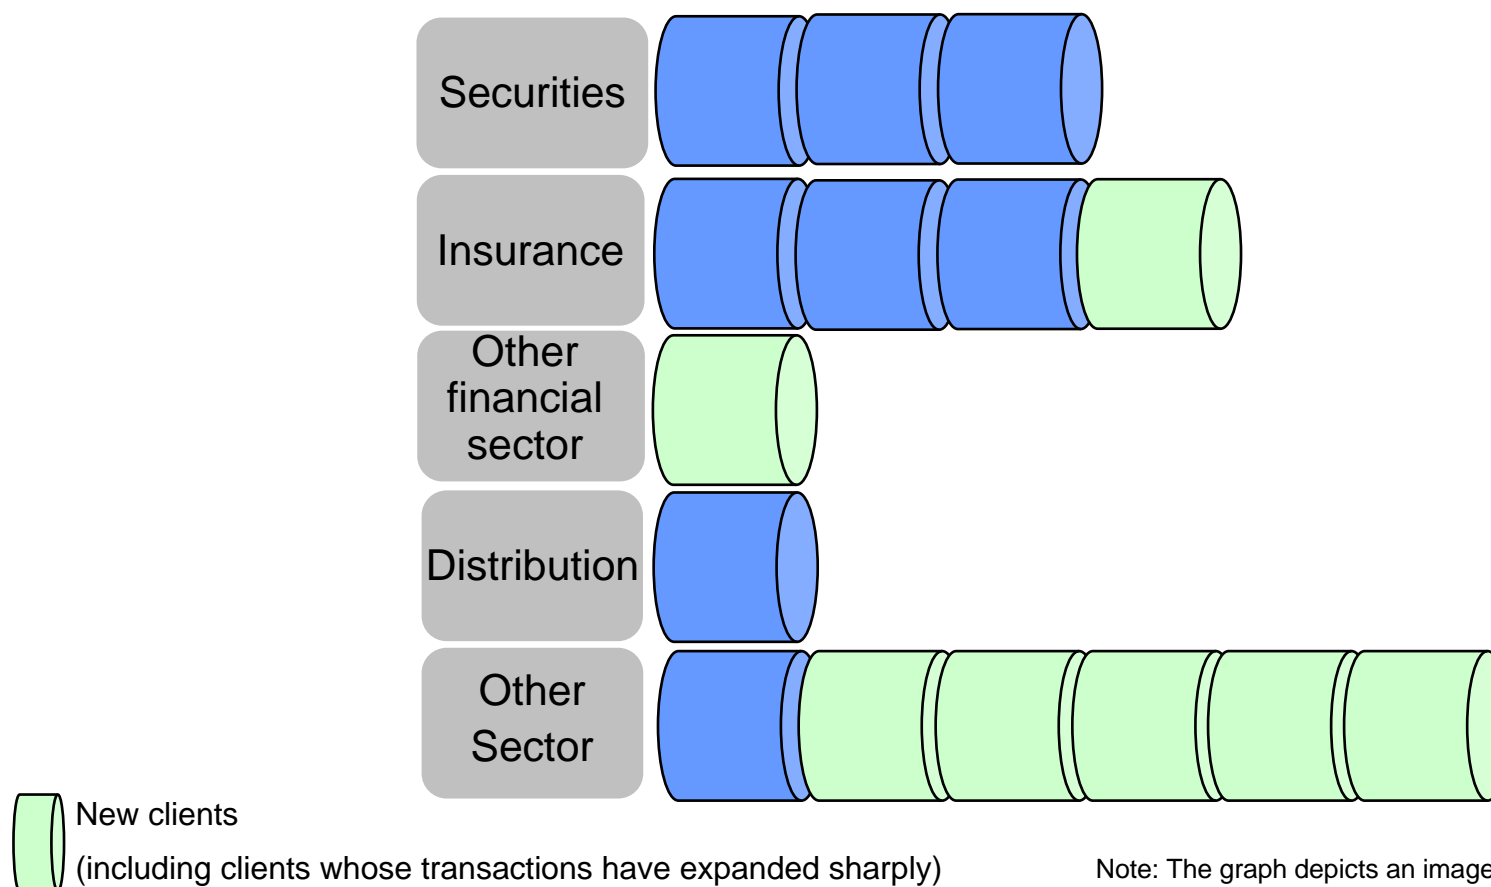 Securities
Insurance
Other
financial
sector
Distribution
Other
Sector
New clients
(including clients whose transactions have expanded sharply)
Note: The graph depicts an image